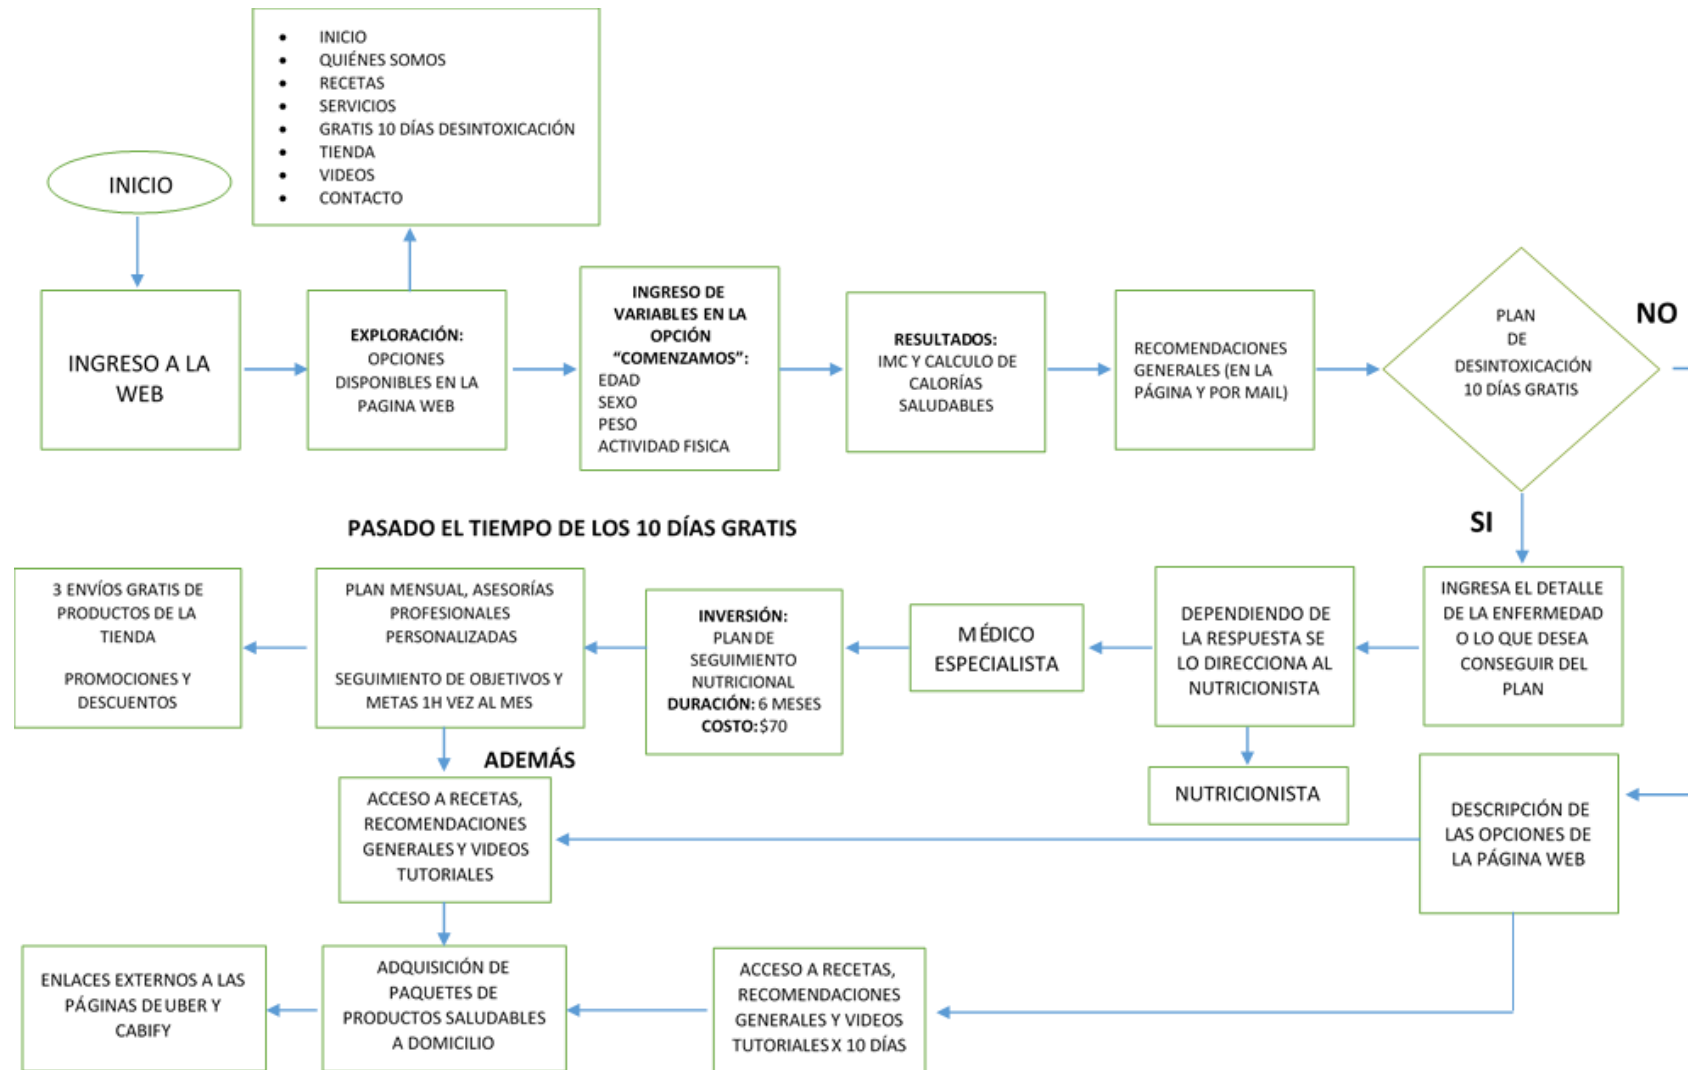 INICIO
QUIÉNES SOMOS
RECETAS
SERVICIOS
GRATIS 10 DÍAS DESINTOXICACIÓN
TIENDA
VIDEOS
CONTACTO
INICIO
INGRESO A LA
WEB
EXPLORACIÓN:
OPCIONES
DISPONIBLES EN LA
PAGINA WEB
INGRESO DE
VARIABLES EN LA
OPCIÓN
“COMENZAMOS”:
EDAD
SEXO
PESO
ACTIVIDAD FISICA
RESULTADOS:
IMC Y CALCULO DE
CALORÍAS
SALUDABLES
RECOMENDACIONES
GENERALES (EN LA
PÁGINA Y POR MAIL)
PLAN
DE
DESINTOXICACIÓN
10 DÍAS GRATIS
NO
SI
PASADO EL TIEMPO DE LOS 10 DÍAS GRATIS
3 ENVÍOS GRATIS DE
PRODUCTOS DE LA
TIENDA
PROMOCIONES Y
DESCUENTOS
PLAN MENSUAL, ASESORÍAS
PROFESIONALES
PERSONALIZADAS
SEGUIMIENTO DE OBJETIVOS Y
METAS 1H VEZ AL MES
INVERSIÓN:
PLAN DE
SEGUIMIENTO
NUTRICIONAL
DURACIÓN: 6 MESES
COSTO: $70
MÉDICO
ESPECIALISTA
DEPENDIENDO DE
LA RESPUESTA SE
LO DIRECCIONA AL
NUTRICIONISTA
INGRESA EL DETALLE
DE LA ENFERMEDAD
O LO QUE DESEA
CONSEGUIR DEL
PLAN
ADEMÁS
NUTRICIONISTA
ACCESO A RECETAS,
RECOMENDACIONES
GENERALES Y VIDEOS
TUTORIALES
DESCRIPCIÓN DE
LAS OPCIONES DE
LA PÁGINA WEB
ENLACES EXTERNOS A LAS
PÁGINAS DE UBER Y
CABIFY
ADQUISICIÓN DE
PAQUETES DE
PRODUCTOS SALUDABLES
A DOMICILIO
ACCESO A RECETAS,
RECOMENDACIONES
GENERALES Y VIDEOS
TUTORIALES X 10 DÍAS